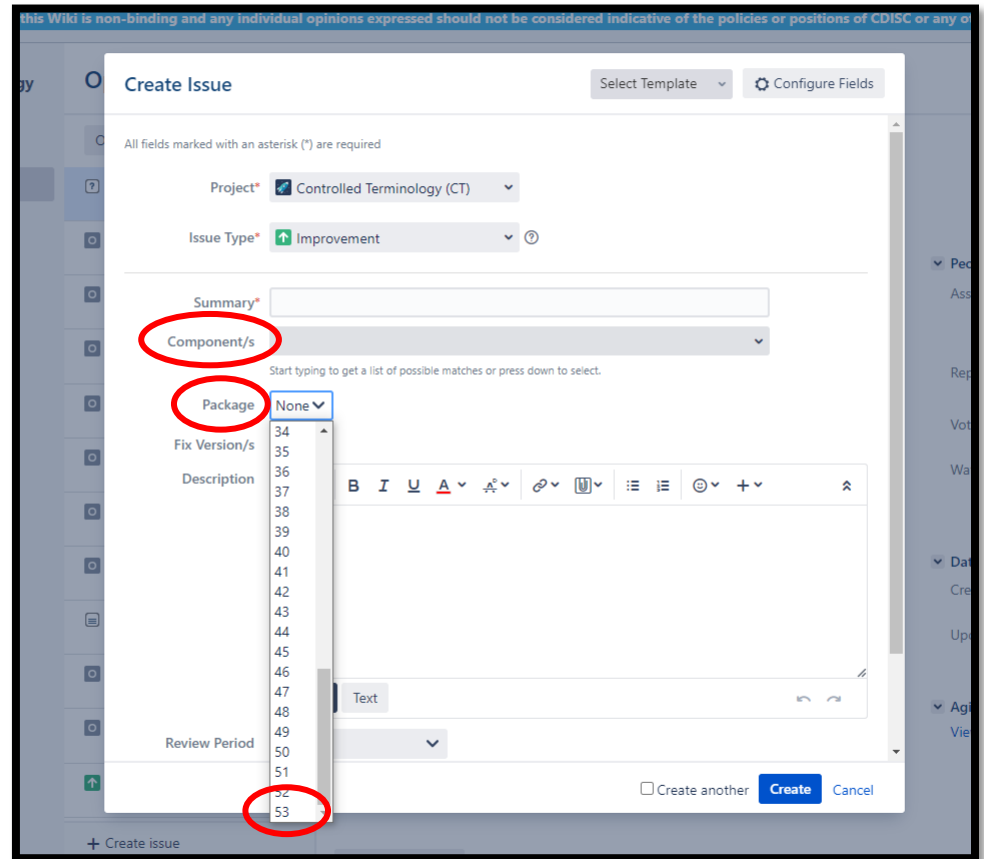 this Wiki is non-binding and any individual opinions expressed should not be considered indicative of the policies or positions of CDISC or any
Create Issue
Select Template
Configure Fields
All fields marked with an asterisk (*) are required
Project*
Controlled Terminology (CT)
Issue Type*
Improvement
Summary*
Component/s
Start typing to get a list of possible matches or press down to select.
Package
None
34
Fix Version/s
35
36
Description
37
B I U A
38
39
40
41
42
43
44
45
46
47
Text
48
49
Review Period
50
51
52
53
Create another
Create
Cancel
+ Create issue